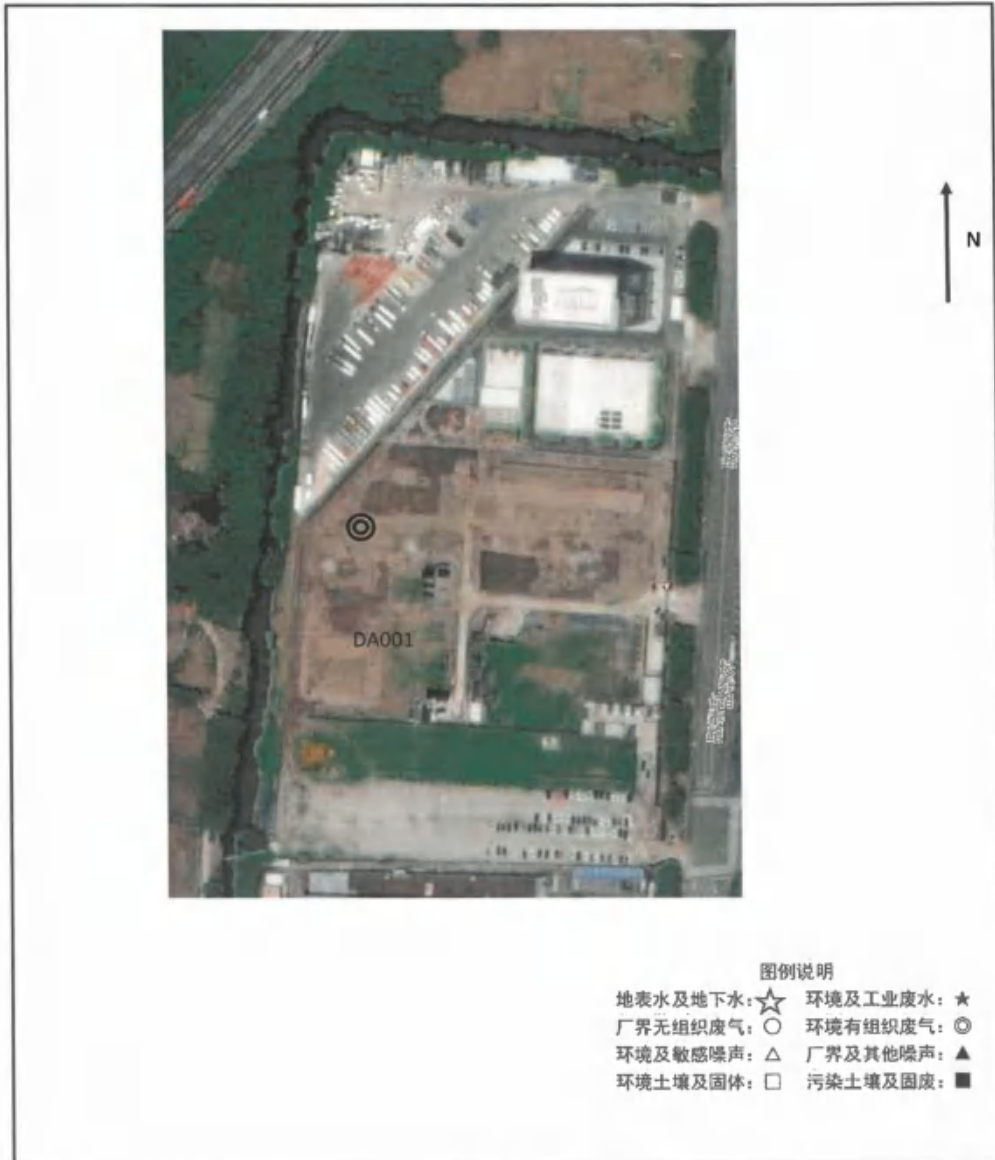 N
DA001
图例说明
地表水及地下水：☆ 环境及工业废水：★
厂界无组织废气：○ 环境有组织废气：◎
环境及敏感噪声：△ 厂界及其他噪声：▲
环境土壤及固体：□ 污染土壤及固废：■